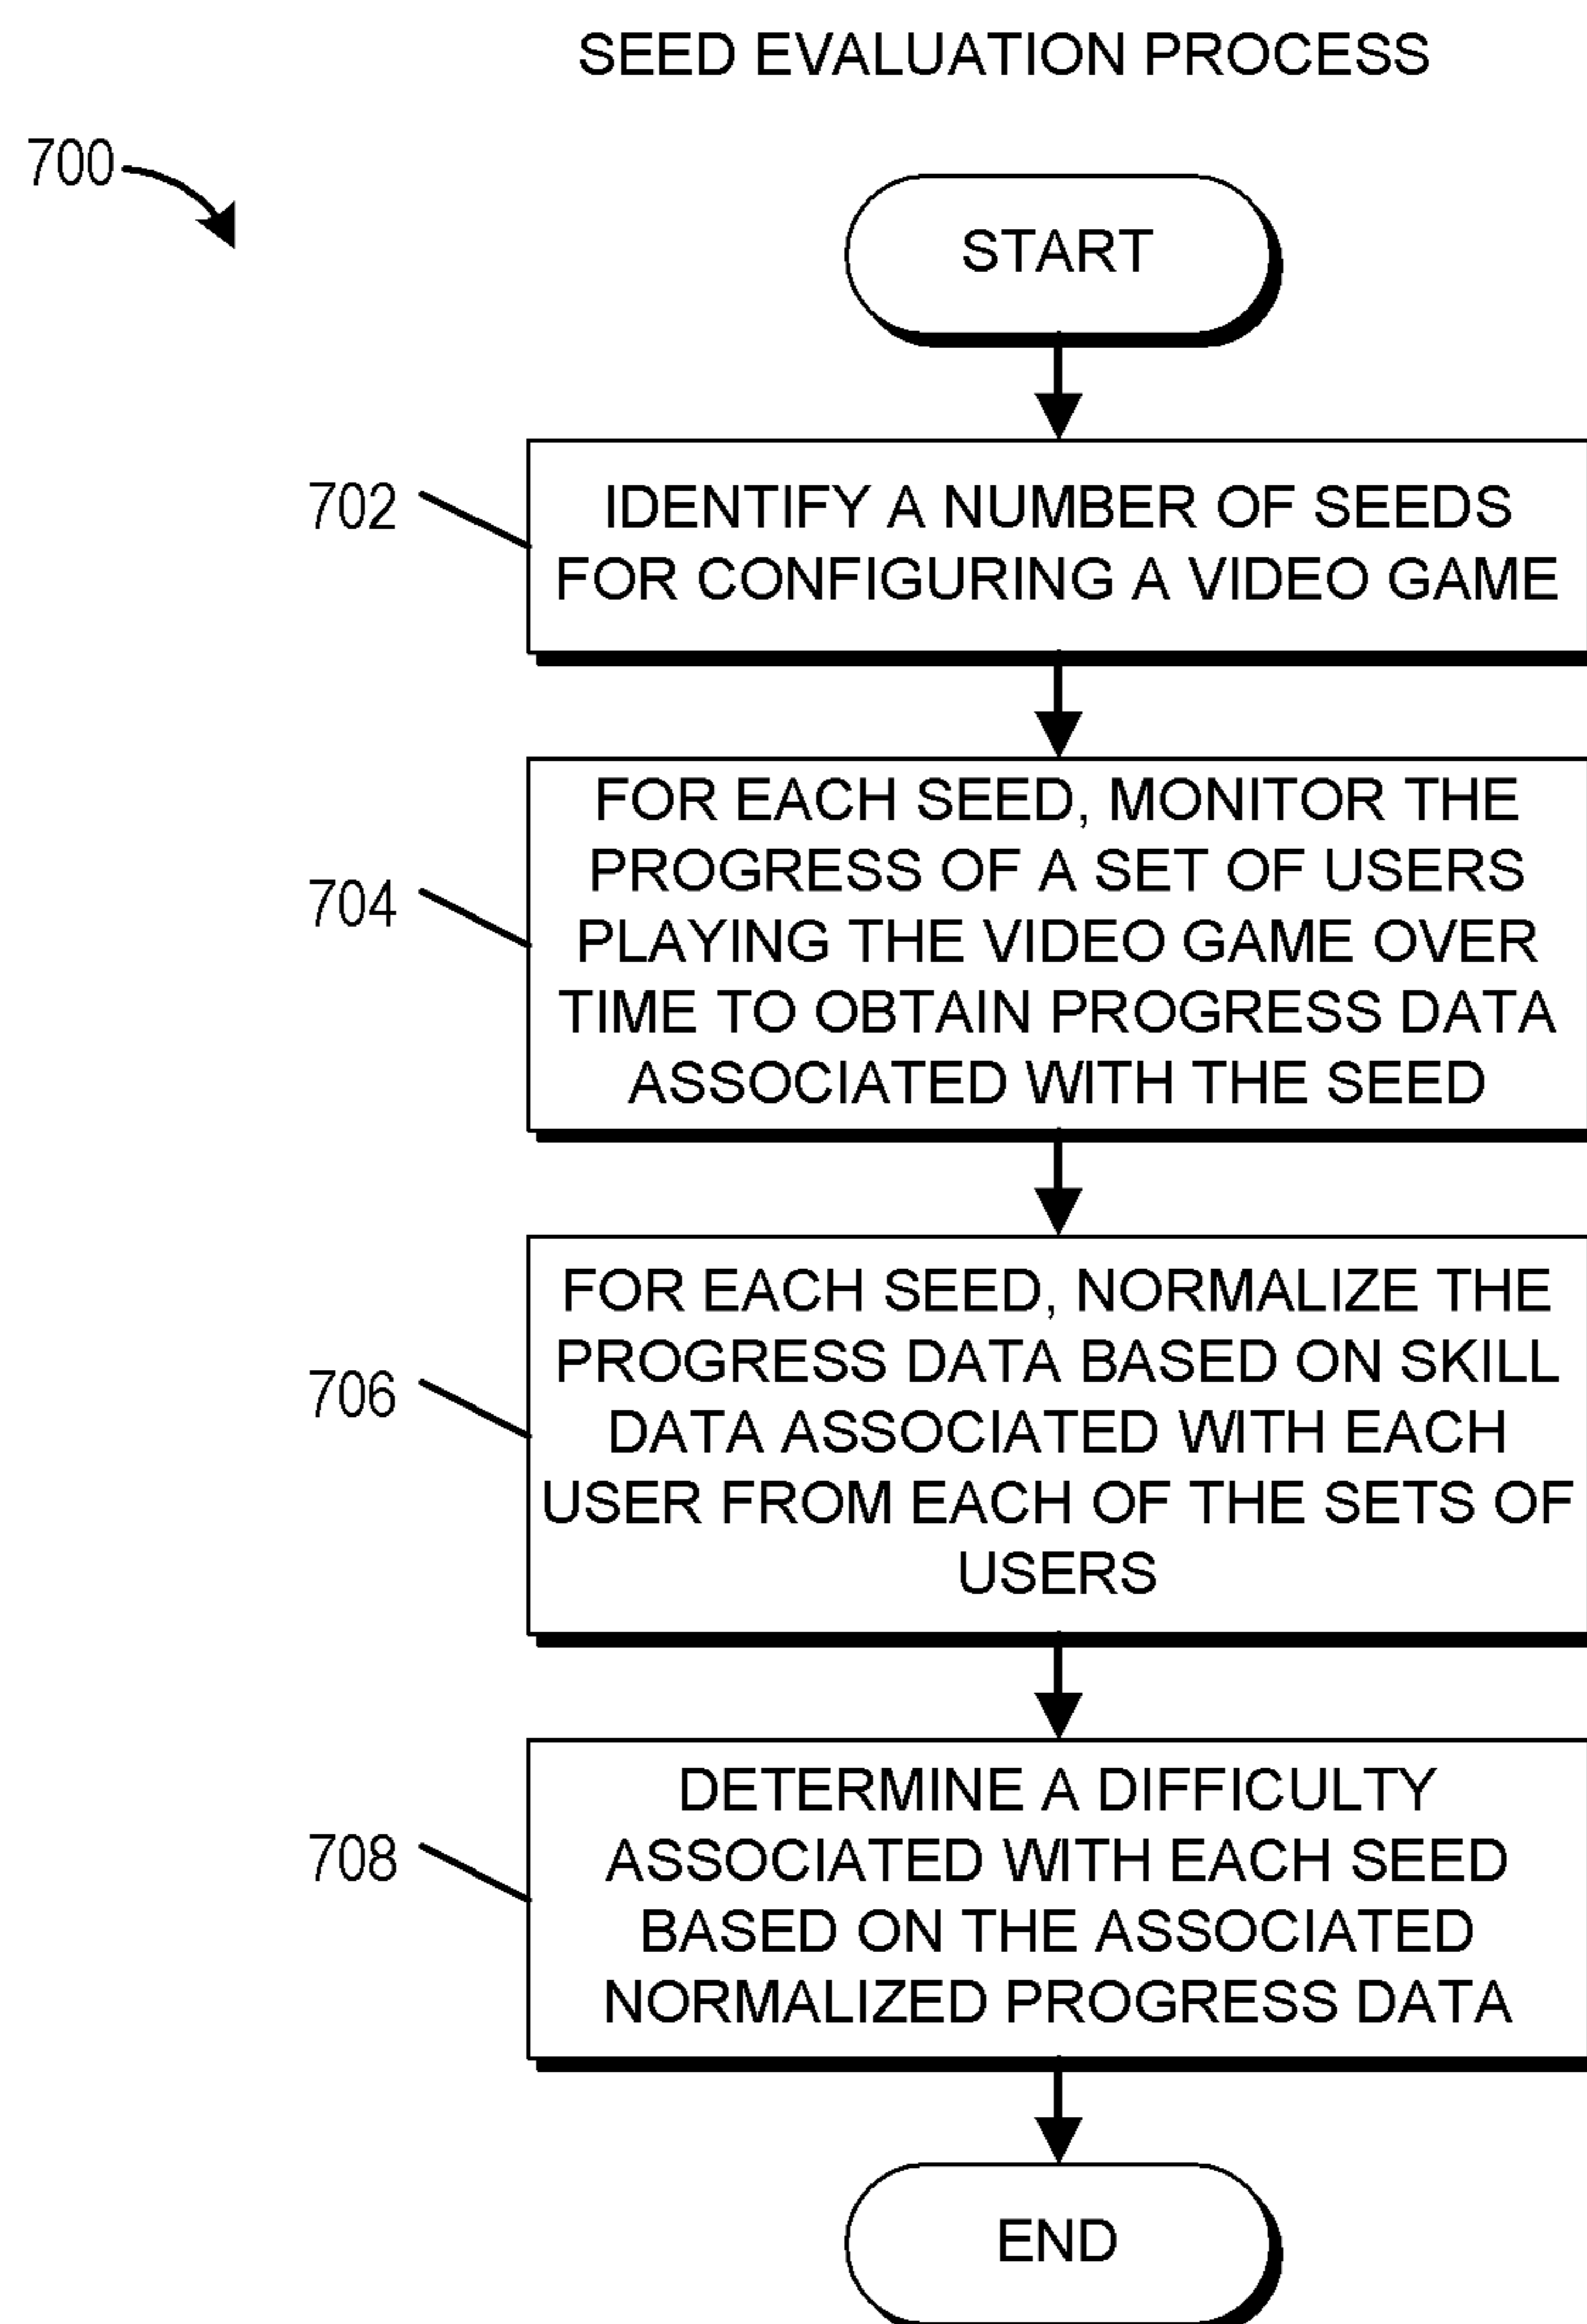 SEED EVALUATION PROCESS
700
START
702
IDENTIFY A NUMBER OF SEEDS
FOR CONFIGURING A VIDEO GAME
704
FOR EACH SEED, MONITOR THE
PROGRESS OF A SET OF USERS
PLAYING THE VIDEO GAME OVER
TIME TO OBTAIN PROGRESS DATA
ASSOCIATED WITH THE SEED
706
FOR EACH SEED, NORMALIZE THE
PROGRESS DATA BASED ON SKILL
DATA ASSOCIATED WITH EACH
USER FROM EACH OF THE SETS OF
USERS
708
DETERMINE A DIFFICULTY
ASSOCIATED WITH EACH SEED
BASED ON THE ASSOCIATED
NORMALIZED PROGRESS DATA
END